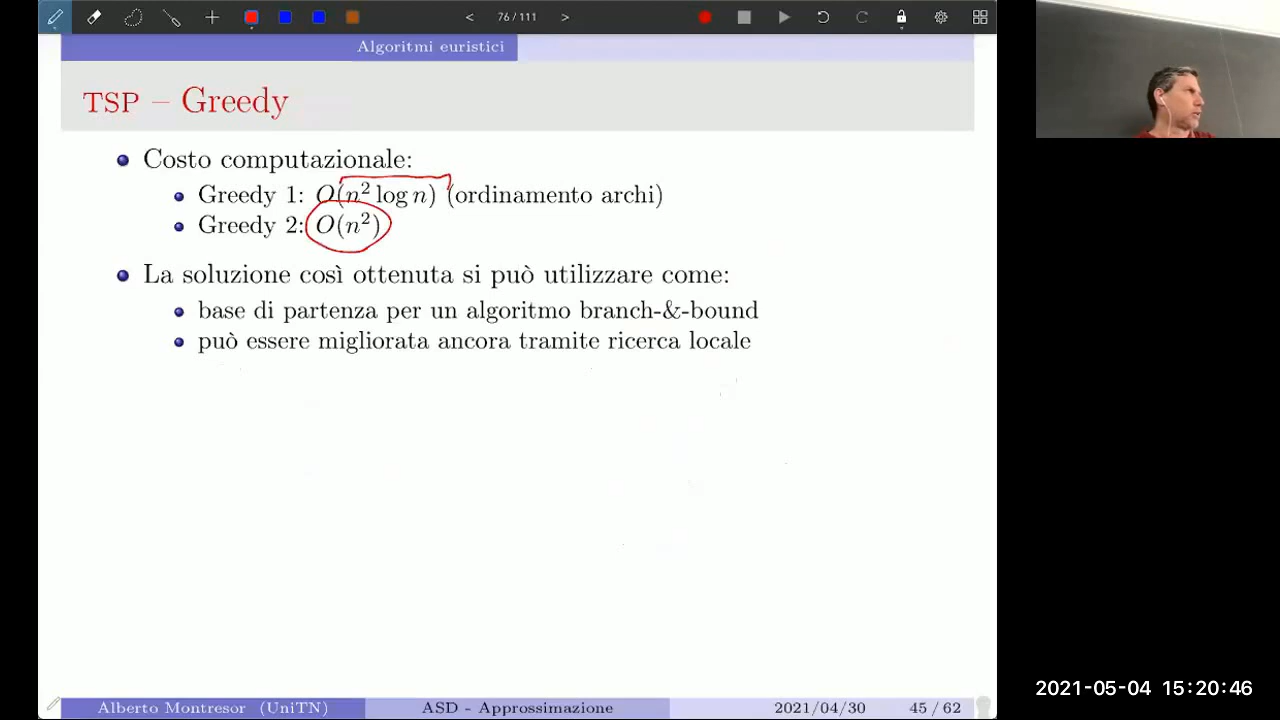 76 / 111
Algoritmi euristici
TSP – Greedy
Costo computazionale:
Greedy 1: O(n² log n) (ordinamento archi)
Greedy 2: O(n²)
La soluzione così ottenuta si può utilizzare come:
base di partenza per un algoritmo branch-&-bound
può essere migliorata ancora tramite ricerca locale
Alberto Montresor (UniTN) ASD - Approssimazione 2021/04/30 45 / 62
2021-05-04 15:20:46